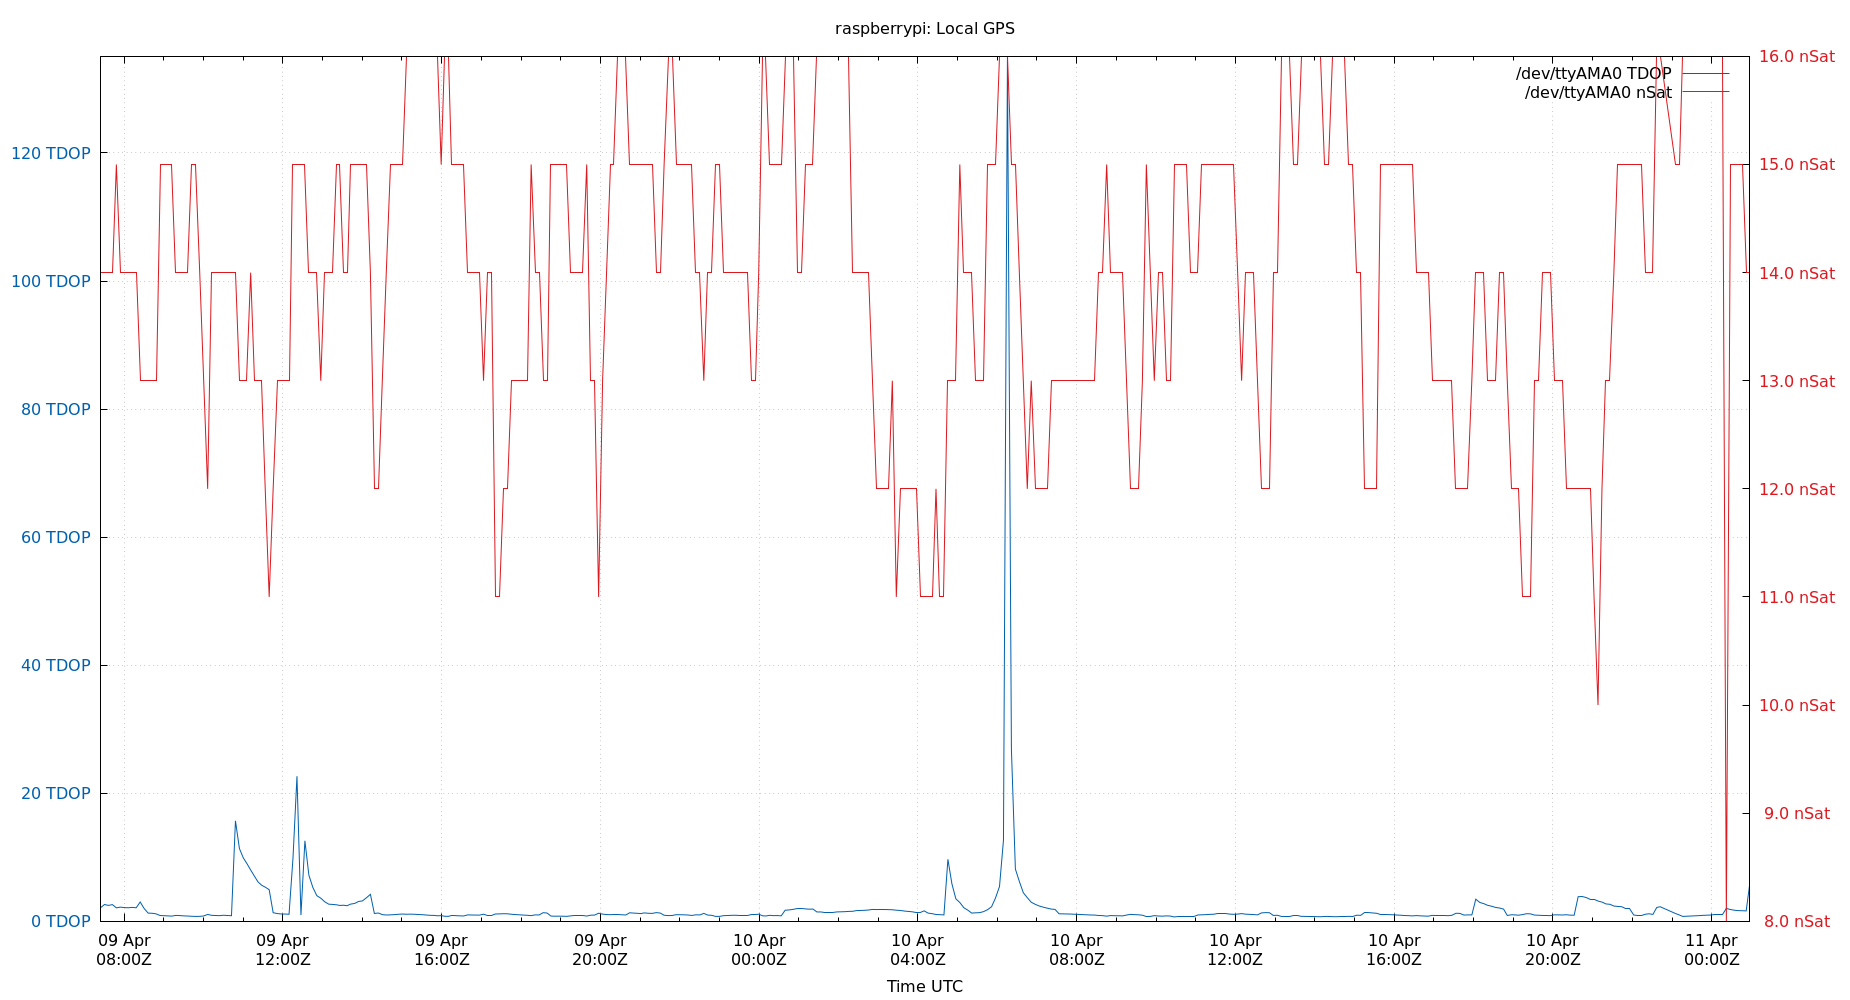 raspberrypi: Local GPS
16.0 nSat
/dev/ttyAMA0 TDOP
/dev/ttyAMA0 nSat
120 TDOP
15.0 nSat
100 TDOP
14.0 nSat
80 TDOP
13.0 nSat
60 TDOP
12.0 nSat
11.0 nSat
40 TDOP
10.0 nSat
20 TDOP
9.0 nSat
0 TDOP
8.0 nSat
09 Apr 09 Apr 09 Apr 09 Apr 10 Apr 10 Apr 10 Apr 10 Apr 10 Apr 10 Apr 11 Apr
08:00Z 12:00Z 16:00Z 20:00Z 00:00Z 04:00Z 08:00Z 12:00Z 16:00Z 20:00Z 00:00Z
Time UTC